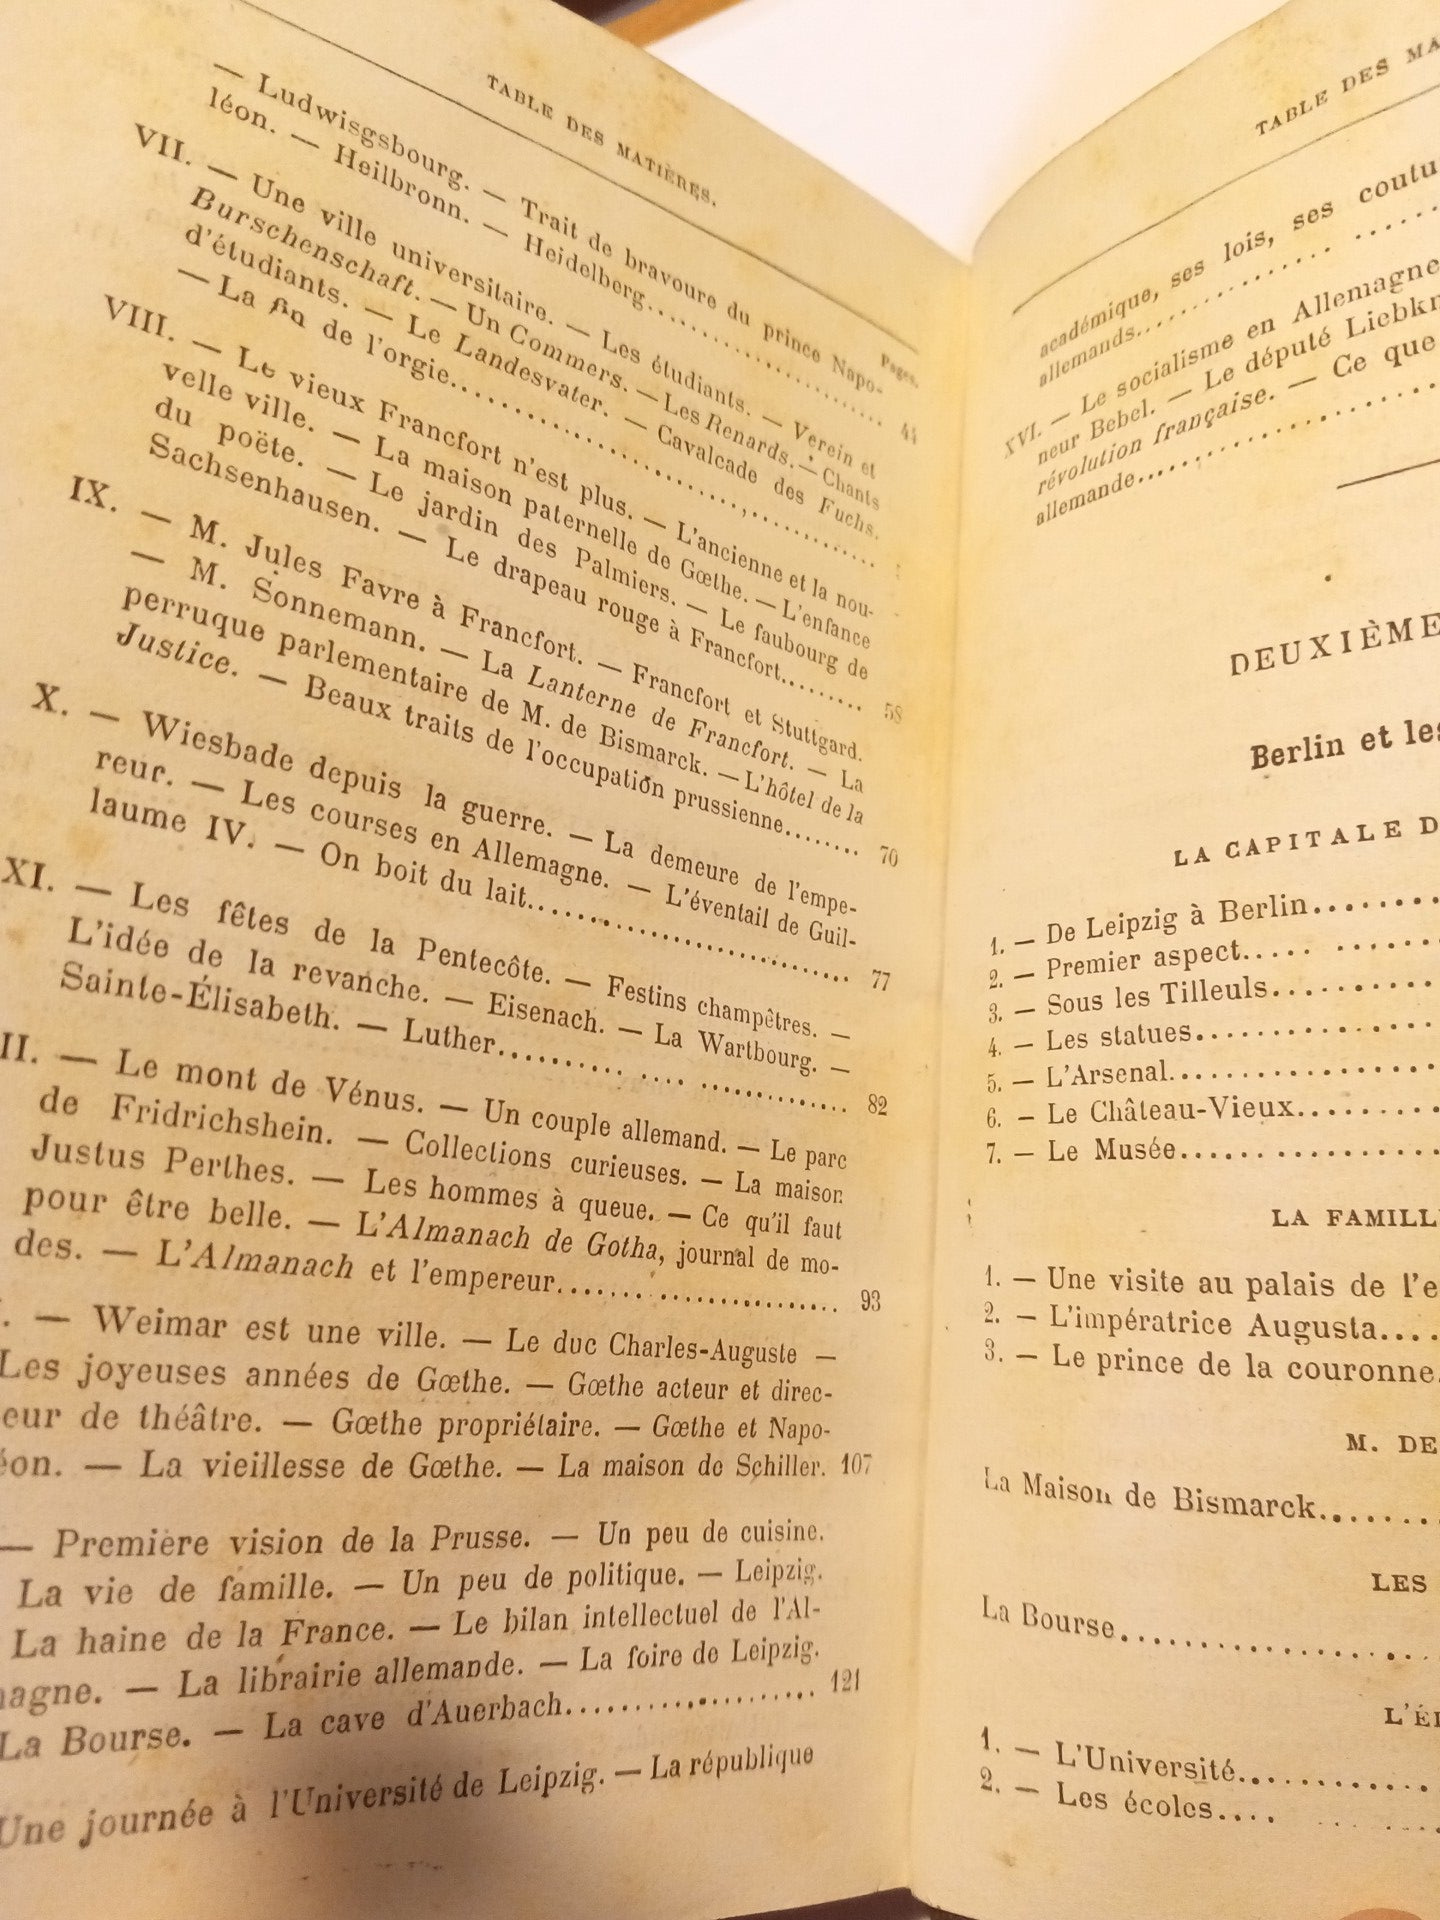 TABLE DES MATIÈRES.
Pages.
— Ludwisgsbourg. — Trait de bravoure du prince Napo-
léon. — Heilbronn. — Heidelberg.................... 44
VII. — Une ville universitaire. — Les étudiants. — Verein et
Burschenschaft. — Un Commers. — Les Renards. — Chants
d'étudiants. — Le Landesvater. — Cavalcade des Fuchs.
— La fin de l'orgie...................................
VIII. — Le vieux Francfort n'est plus. — L'ancienne et la nou-
velle ville. — La maison paternelle de Gœthe. — L'enfance
du poëte. — Le jardin des Palmiers. — Le faubourg de
Sachsenhausen. — Le drapeau rouge à Francfort......... 58
IX. — M. Jules Favre à Francfort. — Francfort et Stuttgard.
— M. Sonnemann. — La Lanterne de Francfort. — La
perruque parlementaire de M. de Bismarck. — L'hôtel de la
Justice. — Beaux traits de l'occupation prussienne........ 70
X. — Wiesbade depuis la guerre. — La demeure de l'empe-
reur. — Les courses en Allemagne. — L'éventail de Guil-
laume IV. — On boit du lait............................ 77
XI. — Les fêtes de la Pentecôte. — Festins champêtres. —
L'idée de la revanche. — Eisenach. — La Wartbourg. —
Sainte-Élisabeth. — Luther.......... .... ............. 82
II. — Le mont de Vénus. — Un couple allemand. — Le parc
de Fridrichshein. — Collections curieuses. — La maison
Justus Perthes. — Les hommes à queue. — Ce qu'il faut
pour être belle. — L'Almanach de Gotha, journal de mo-
des. — L'Almanach et l'empereur....... ............... 93
. — Weimar est une ville. — Le duc Charles-Auguste —
Les joyeuses années de Gœthe. — Gœthe acteur et direc-
eur de théâtre. — Gœthe propriétaire. — Gœthe et Napo-
éon. — La vieillesse de Gœthe. — La maison de Schiller. 107
— Première vision de la Prusse. — Un peu de cuisine.
La vie de famille. — Un peu de politique. — Leipzig.
La haine de la France. — Le bilan intellectuel de l'Al-
magne. — La librairie allemande. — La foire de Leipzig.
La Bourse. — La cave d'Auerbach.................... 121
Une journée à l'Université de Leipzig. — La république
TABLE DES MA
académique, ses lois, ses coutu
allemands.................. ......
XVI. — Le socialisme en Allemagne
neur Bebel. — Le député Liebkn
révolution française. — Ce que
allemande..........................
DEUXIÈME
Berlin et les
LA CAPITALE D
1. — De Leipzig à Berlin........
2. — Premier aspect..... ........
3. — Sous les Tilleuls...........
4. — Les statues.................
5. — L'Arsenal...................
6. — Le Château-Vieux..........
7. — Le Musée...................
LA FAMILL
1. — Une visite au palais de l'e
2. — L'impératrice Augusta....
3. — Le prince de la couronne.
M. DE
La Maison de Bismarck........
LES
La Bourse......................
L'É
1. — L'Université...............
2. — Les écoles.... ......